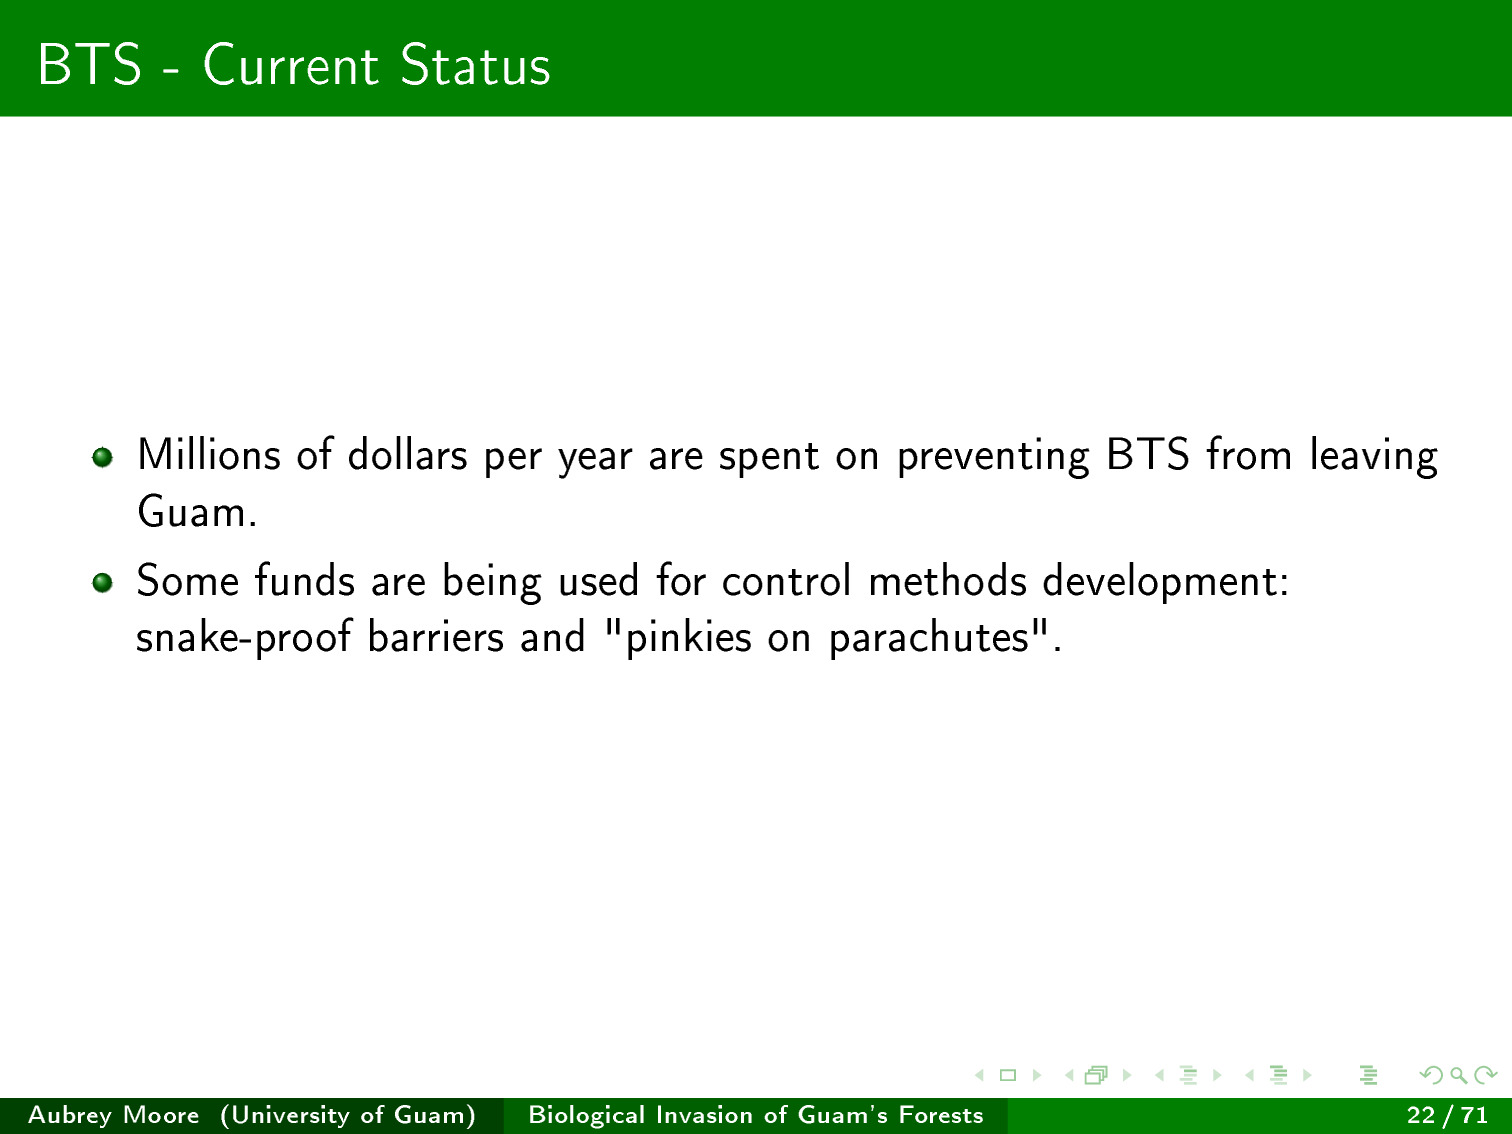 BTS - Current Status
Millions of dollars per year are spent on preventing BTS from leaving
Guam.
Some funds are being used for control methods development:
snake-proof barriers and "pinkies on parachutes".
Aubrey Moore (University of Guam) Biological Invasion of Guam's Forests 22 / 71